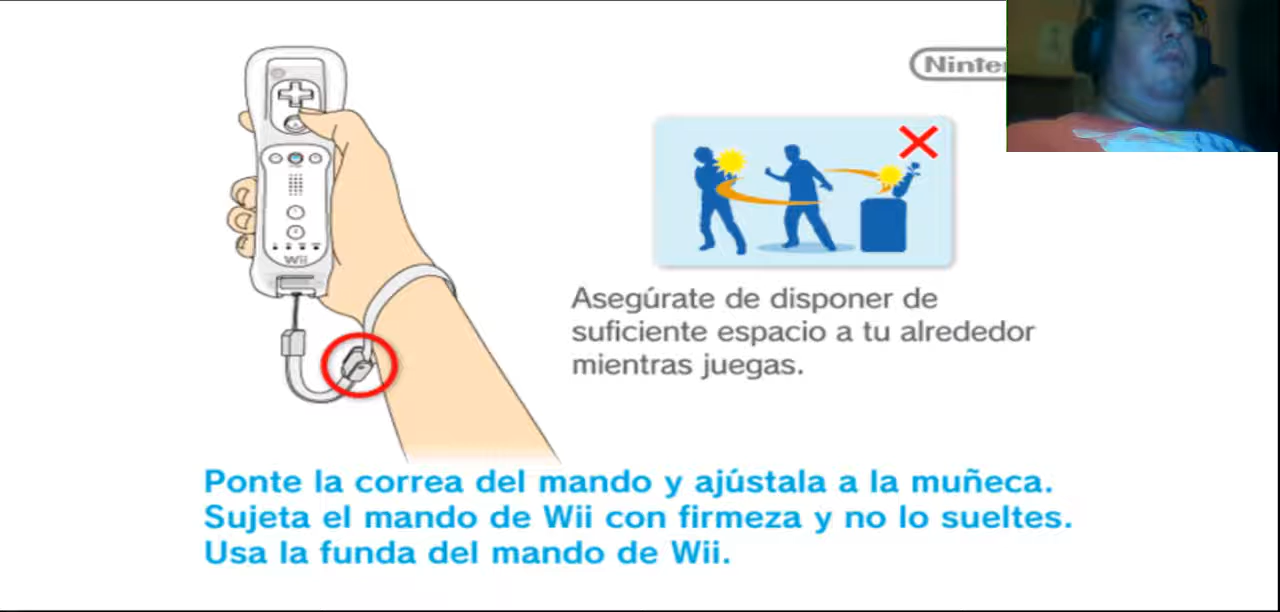 Ninte
Wii
Asegúrate de disponer de
suficiente espacio a tu alrededor
mientras juegas.
Ponte la correa del mando y ajústala a la muñeca.
Sujeta el mando de Wii con firmeza y no lo sueltes.
Usa la funda del mando de Wii.